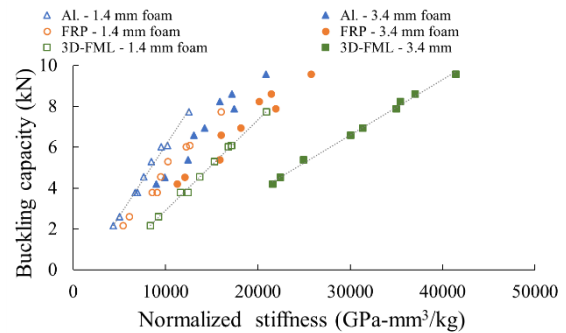 Al. - 1.4 mm foam
Al. - 3.4 mm foam
FRP - 1.4 mm foam
FRP - 3.4 mm foam
3D-FML - 1.4 mm foam
3D-FML - 3.4 mm
Buckling capacity (kN)
10
8
6
4
2
0
0 10000 20000 30000 40000 50000
Normalized stiffness (GPa-mm³/kg)